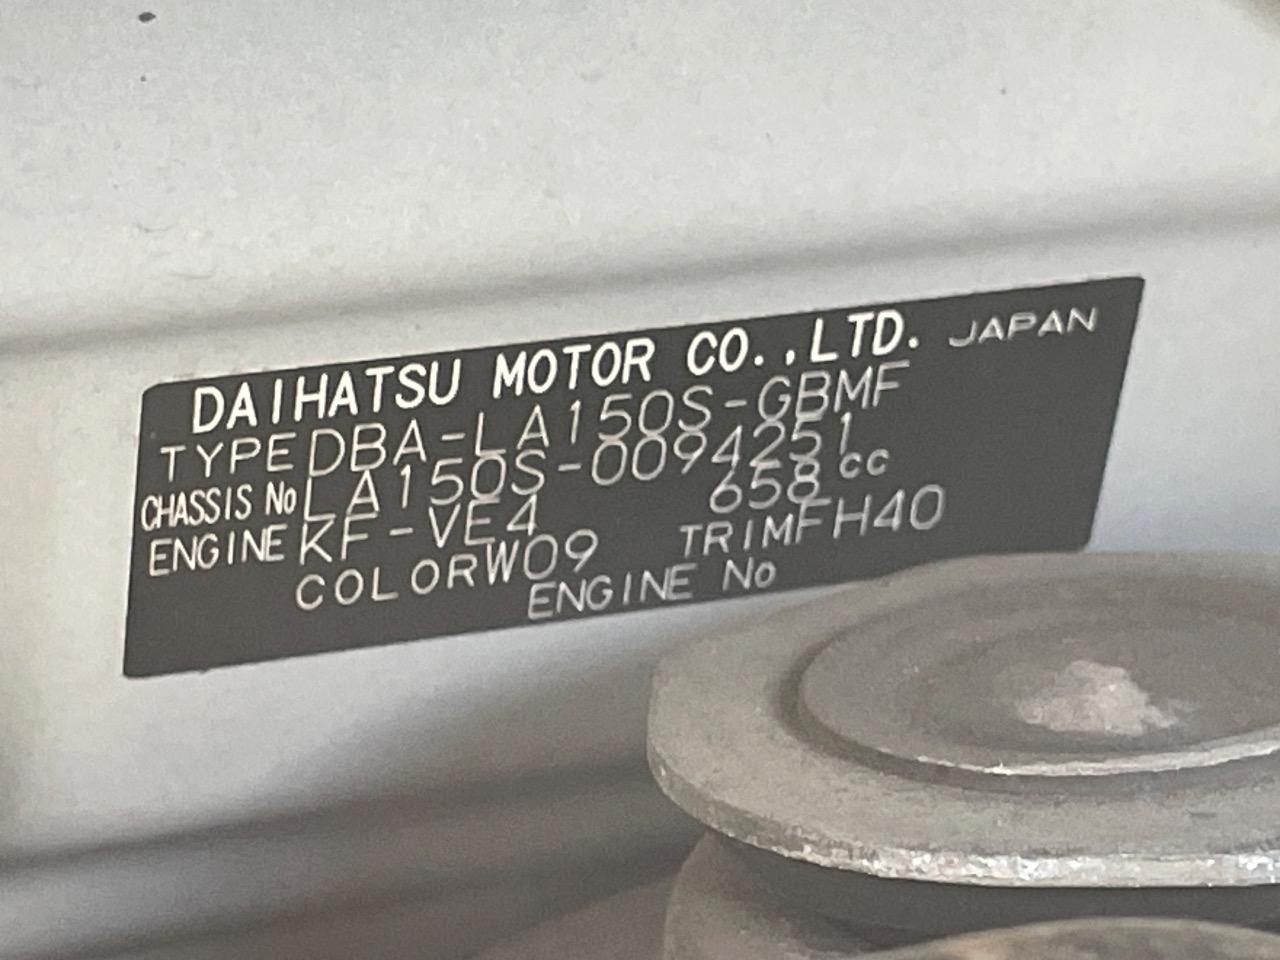 DAIHATSU MOTOR CO., LTD. JAPAN
TYPE DBA-LA150S-GBMF
CHASSIS No LA150S-0094251
ENGINE KF-VE4 658 cc
COLOR W09 TRIM FH40
ENGINE No